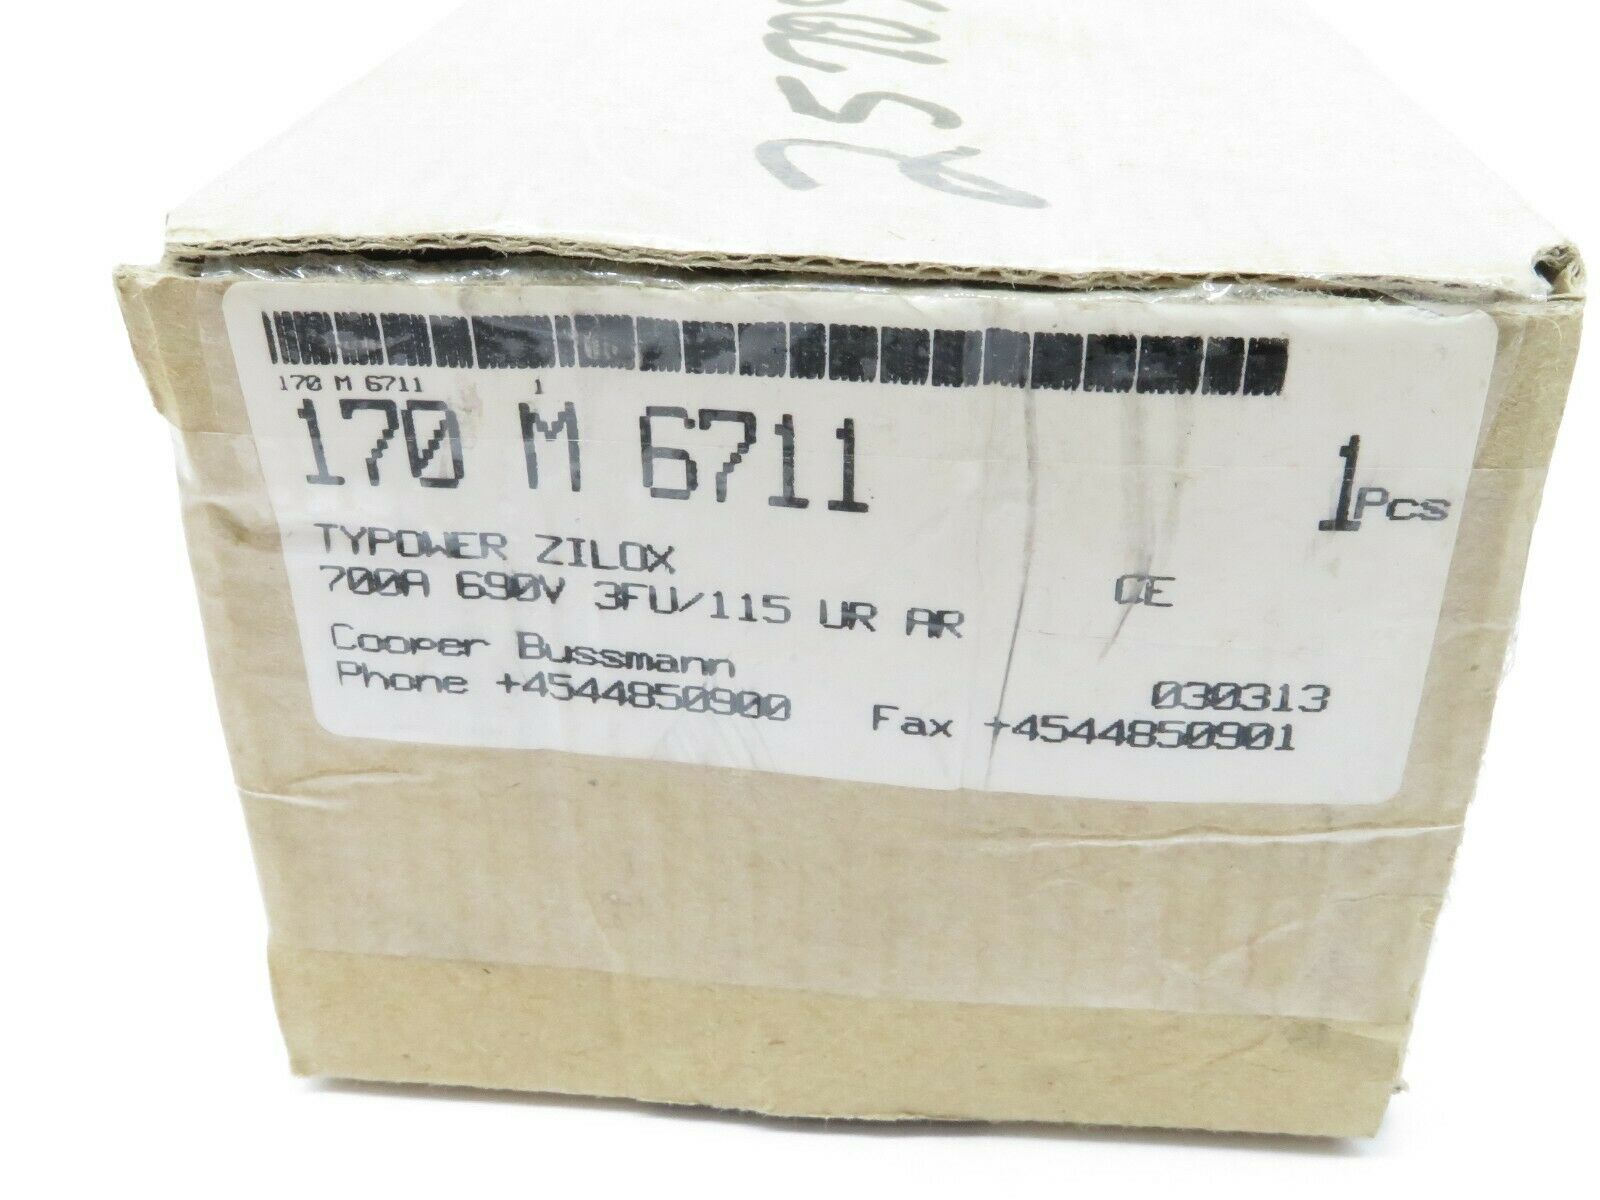 170 M 6711 1
170 M 6711 1Pcs
TYPOWER ZILOX
700A 690V 3FU/115 UR AR CE
Cooper Bussmann 030313
Phone +4544850900 Fax +4544850901